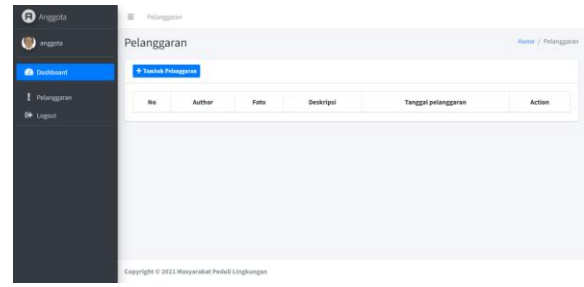 Anggota
Pelanggaran
anggota
Pelanggaran
Home / Pelanggaran
Dashboard
+ Tambah Pelanggaran
Pelanggaran
Logout
No Author Foto Deskripsi Tanggal pelanggaran Action
Copyright © 2021 Masyarakat Peduli Lingkungan